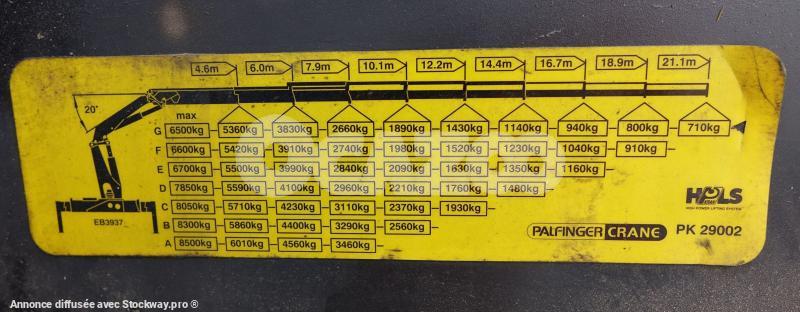 4.6m 6.0m 7.9m 10.1m 12.2m 14.4m 16.7m 18.9m 21.1m
20°
max
G 6500kg 5360kg 3830kg 2660kg 1890kg 1430kg 1140kg 940kg 800kg 710kg
F 6600kg 5420kg 3910kg 2740kg 1980kg 1520kg 1230kg 1040kg 910kg
E 6700kg 5500kg 3990kg 2840kg 2090kg 1630kg 1350kg 1160kg
D 7850kg 5590kg 4100kg 2960kg 2210kg 1760kg 1480kg
C 8050kg 5710kg 4230kg 3110kg 2370kg 1930kg
B 8300kg 5860kg 4400kg 3290kg 2560kg
A 8500kg 6010kg 4560kg 3460kg
EB3937
HIGH POWER LIFTING SYSTEM
PALFINGER CRANE PK 29002
Annonce diffusée avec Stockway.pro ®